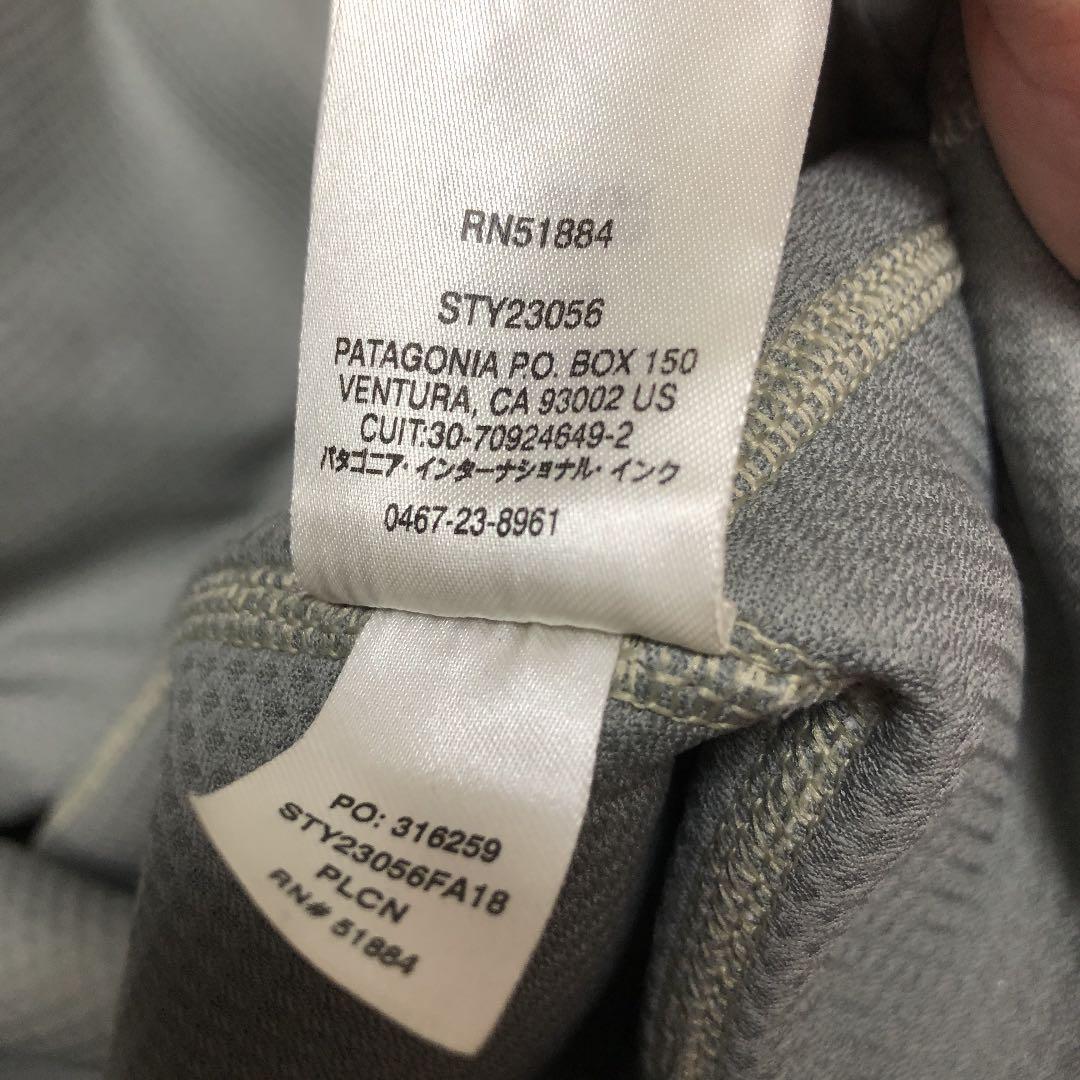 RN51884
STY23056
PATAGONIA P.O. BOX 150
VENTURA, CA 93002 US
CUIT:30-70924649-2
パタゴニア・インターナショナル・インク
0467-23-8961
PO: 316259
STY23056FA18
PLCN
RN# 51884